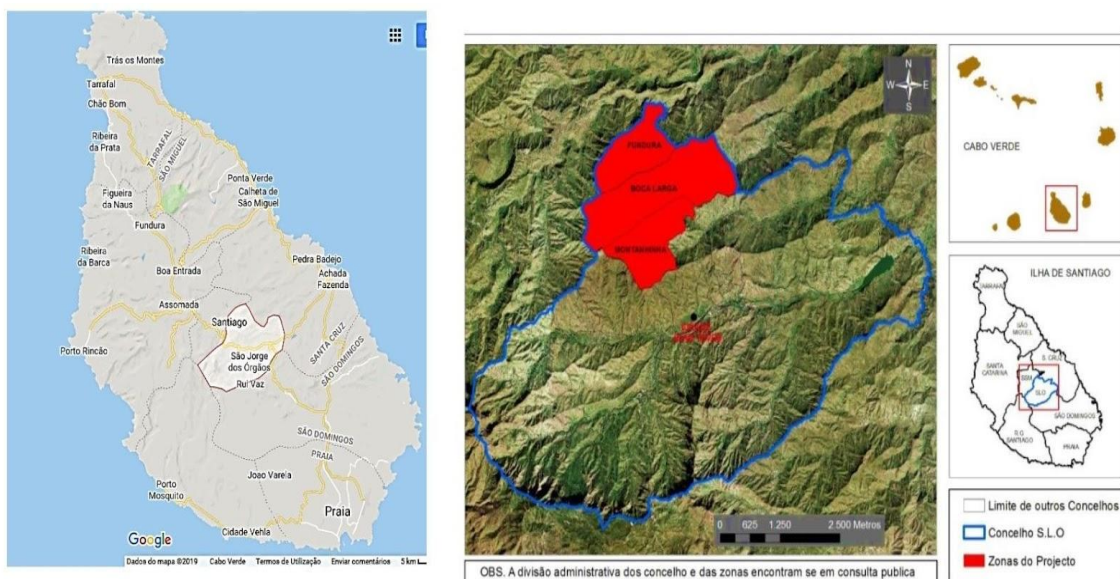 Trás os Montes
Tarrafal
Chão Bom
Ribeira
da Prata
TARRAFAL
SÃO MIGUEL
Ponta Verde
Calheta de
São Miguel
Figueira
da Naus
Fundura
Ribeira
da Barca
Boa Entrada
Pedra Badejo
Achada
Fazenda
Assomada
Santiago
Porto Rincão
São Jorge
dos Órgãos
Rui Vaz
SANTA CRUZ
SÃO DOMINGOS
SÃO DOMINGOS
PRAIA
Joao Varela
Porto
Mosquito
Praia
Cidade Vehla
Google
Dados do mapa ©2019 Cabo Verde Termos de Utilização Enviar comentários 5 km
N
W E
S
FUNDURA
BOCA LARGA
0 625 1.250 2.500 Metros
OBS. A divisão administrativa dos concelho e das zonas encontram se em consulta publica
CABO VERDE
ILHA DE SANTIAGO
TARRAFAL
SÃO
MIGUEL
SANTA
CATARINA
S. CRUZ
SSM
SLO
SÃO DOMINGOS
S. G.
SANTIAGO
PRAIA
Limite de outros Concelhos
Concelho S.L.O
Zonas do Projecto